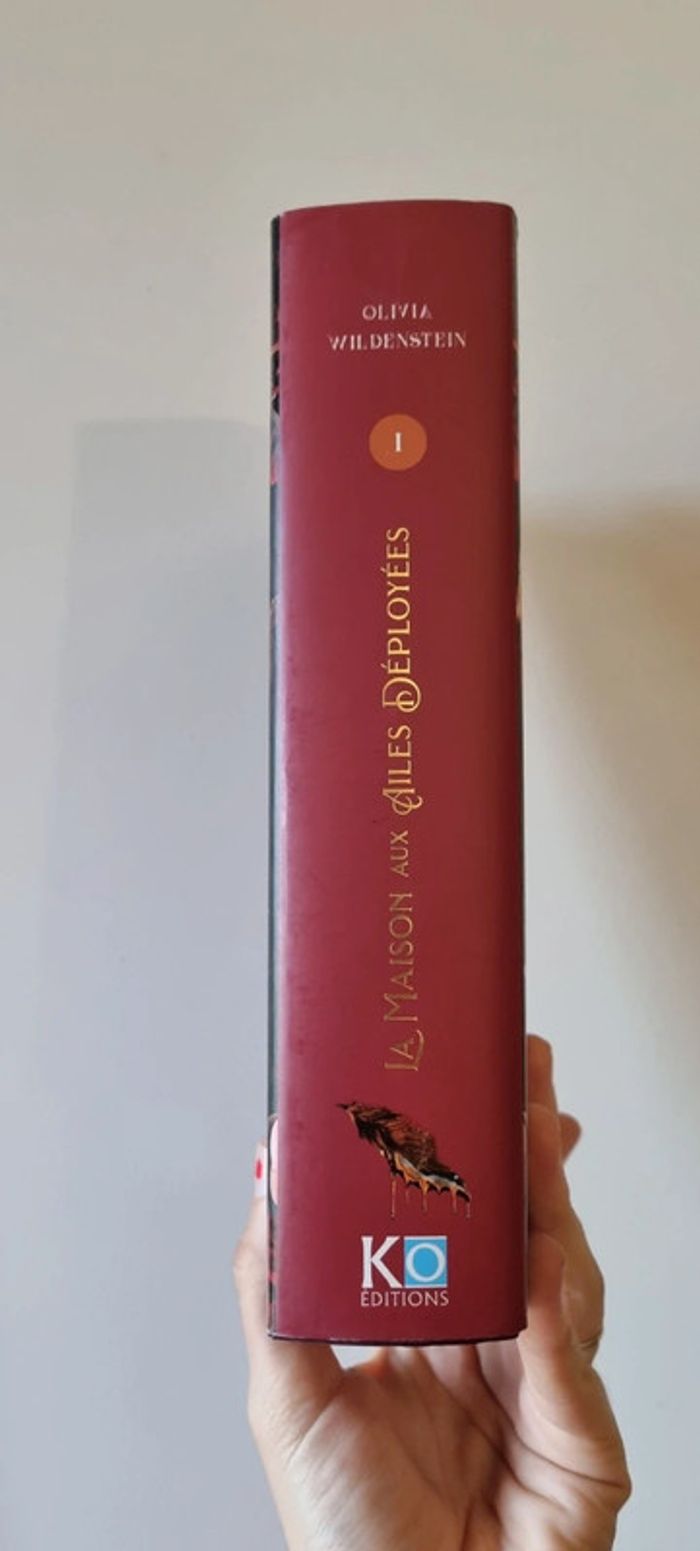 OLIVIA
WILDENSTEIN
I
LA MAISON AUX AILES DÉPLOYÉES
KO
ÉDITIONS